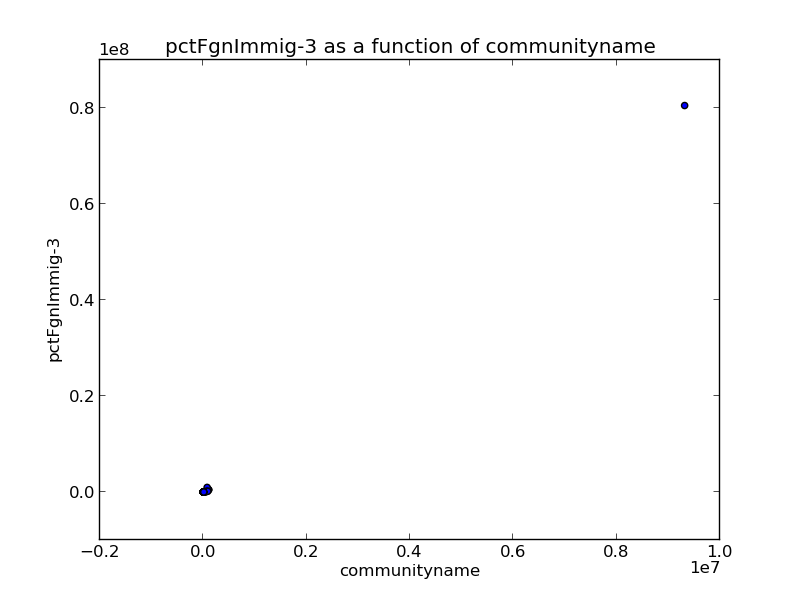 pctFgnImmig-3 as a function of communityname
1e8
0.8
0.6
0.4
0.2
0.0
pctFgnImmig-3
−0.2 0.0 0.2 0.4 0.6 0.8 1.0
1e7
communityname